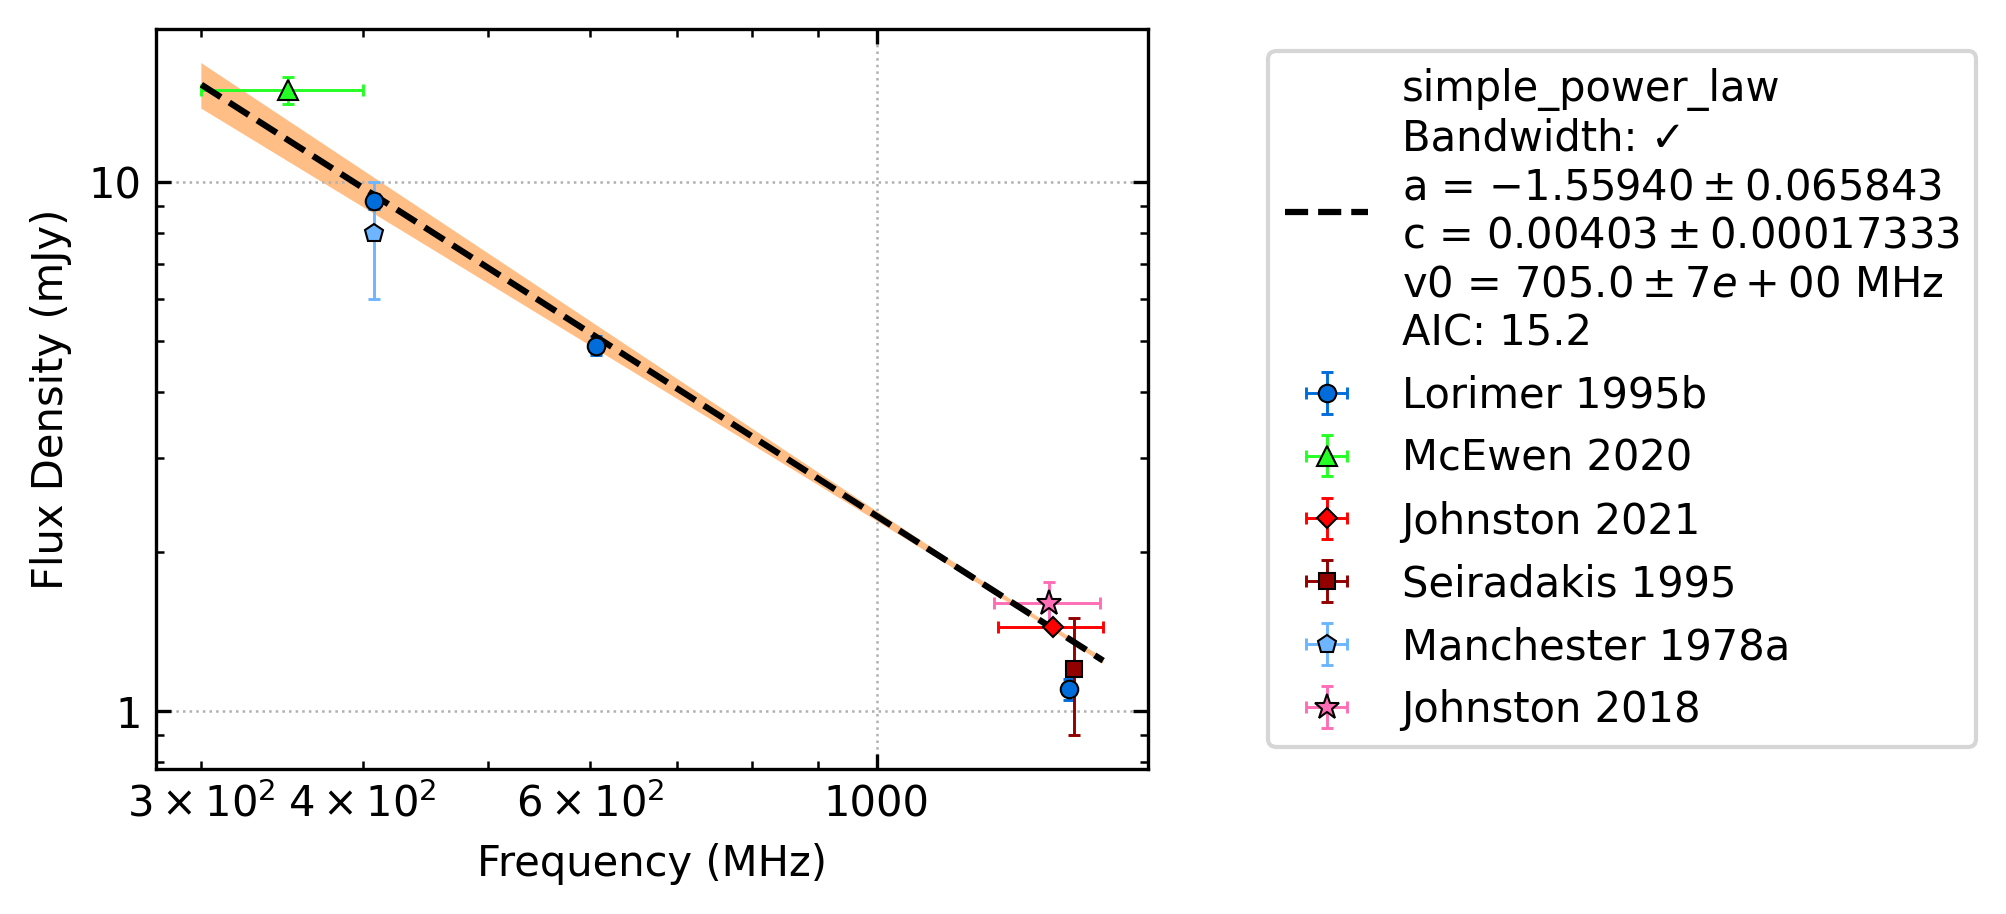 simple_power_law
Bandwidth: ✓
a = −1.55940 ± 0.065843
c = 0.00403 ± 0.00017333
v0 = 705.0 ± 7e + 00 MHz
AIC: 15.2
Lorimer 1995b
McEwen 2020
Johnston 2021
Seiradakis 1995
Manchester 1978a
Johnston 2018
Flux Density (mJy)
10
1
3 × 10² 4 × 10² 6 × 10² 1000
Frequency (MHz)